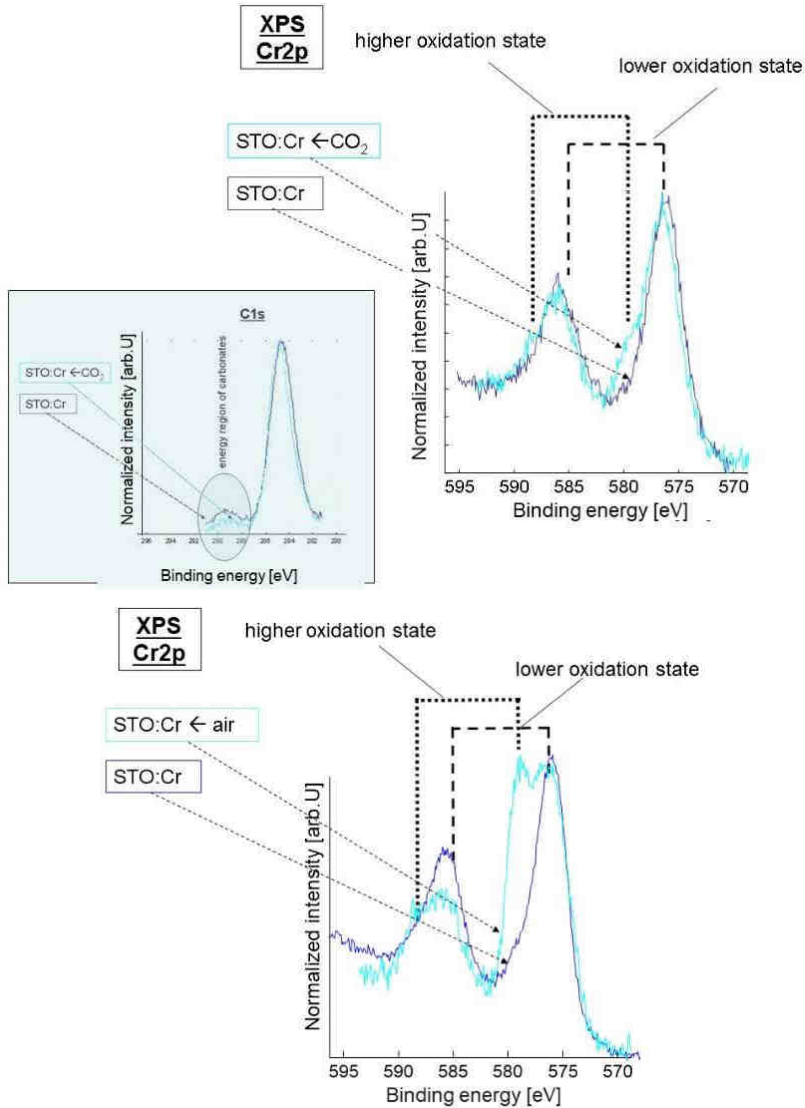 XPS
Cr2p
higher oxidation state
lower oxidation state
STO:Cr ←CO₂
STO:Cr
Normalized intensity [arb.U]
595 590 585 580 575 570
Binding energy [eV]
C1s
STO:Cr ←CO₂
STO:Cr
energy region of carbonates
Normalized intensity [arb.U]
Binding energy [eV]
XPS
Cr2p
higher oxidation state
lower oxidation state
STO:Cr ← air
STO:Cr
Normalized intensity [arb.U]
595 590 585 580 575 570
Binding energy [eV]